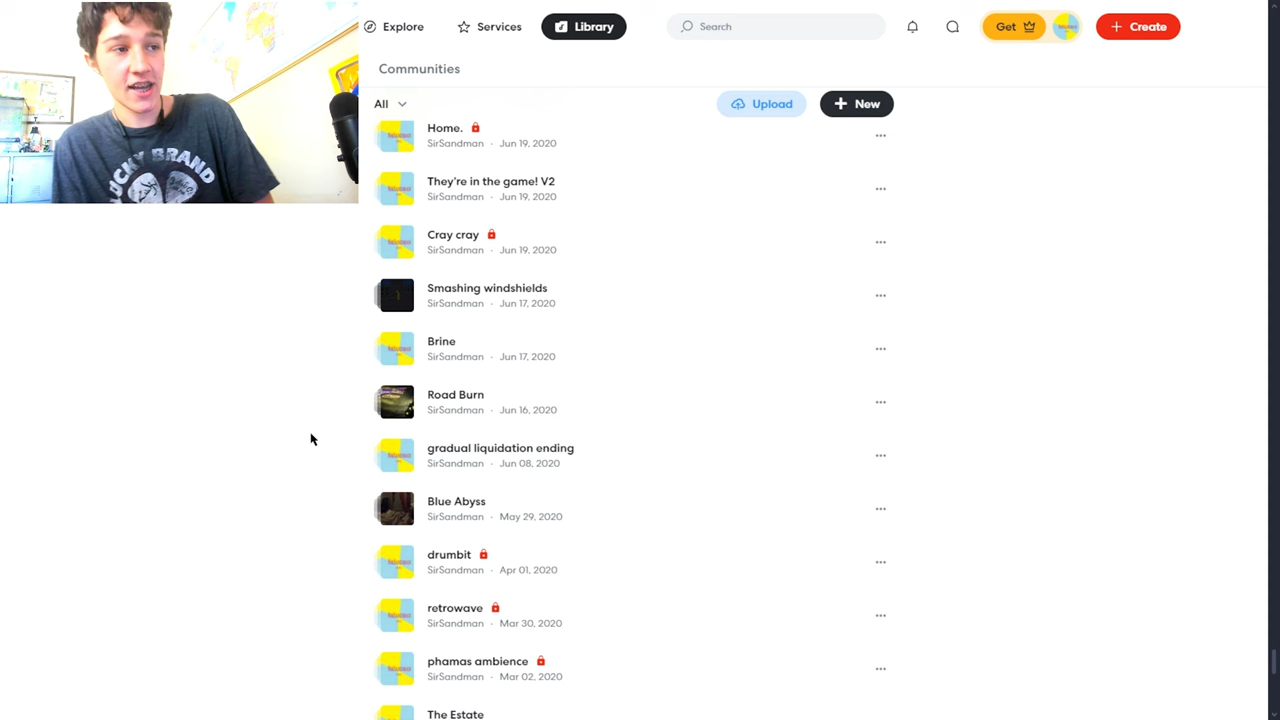 LUCKY BRAND
Explore
Services
Library
Search
Get
Create
Communities
All
Upload
New
Home.
SirSandman · Jun 19, 2020
They're in the game! V2
SirSandman · Jun 19, 2020
Cray cray
SirSandman · Jun 19, 2020
Smashing windshields
SirSandman · Jun 17, 2020
Brine
SirSandman · Jun 17, 2020
Road Burn
SirSandman · Jun 16, 2020
gradual liquidation ending
SirSandman · Jun 08, 2020
Blue Abyss
SirSandman · May 29, 2020
drumbit
SirSandman · Apr 01, 2020
retrowave
SirSandman · Mar 30, 2020
phamas ambience
SirSandman · Mar 02, 2020
The Estate